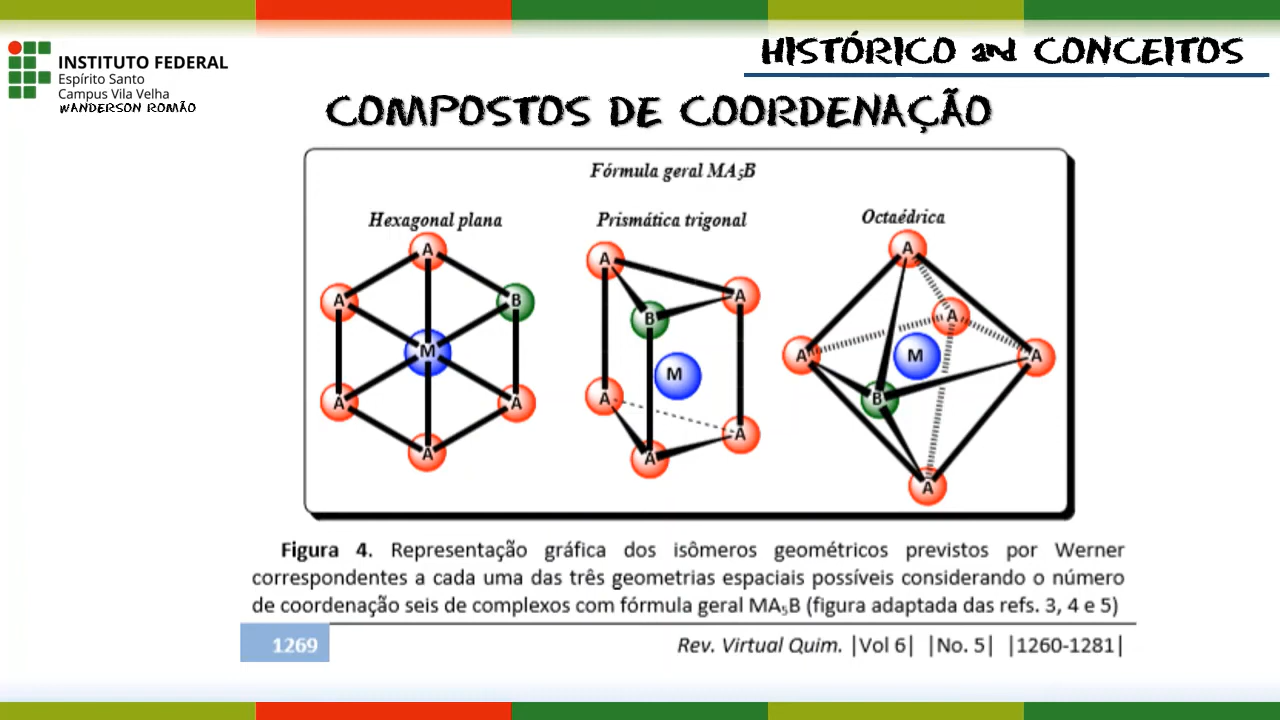 INSTITUTO FEDERAL
Espírito Santo
Campus Vila Velha
WANDERSON ROMÃO
HISTÓRICO and CONCEITOS
COMPOSTOS DE COORDENAÇÃO
Fórmula geral MA₅B
Hexagonal plana
Prismática trigonal
Octaédrica
A
A
B
M
A
A
A
A
A
B
M
A
A
A
A
A
A
M
A
B
A
Figura 4. Representação gráfica dos isômeros geométricos previstos por Werner
correspondentes a cada uma das três geometrias espaciais possíveis considerando o número
de coordenação seis de complexos com fórmula geral MA₅B (figura adaptada das refs. 3, 4 e 5)
1269
Rev. Virtual Quim. |Vol 6| |No. 5| |1260-1281|